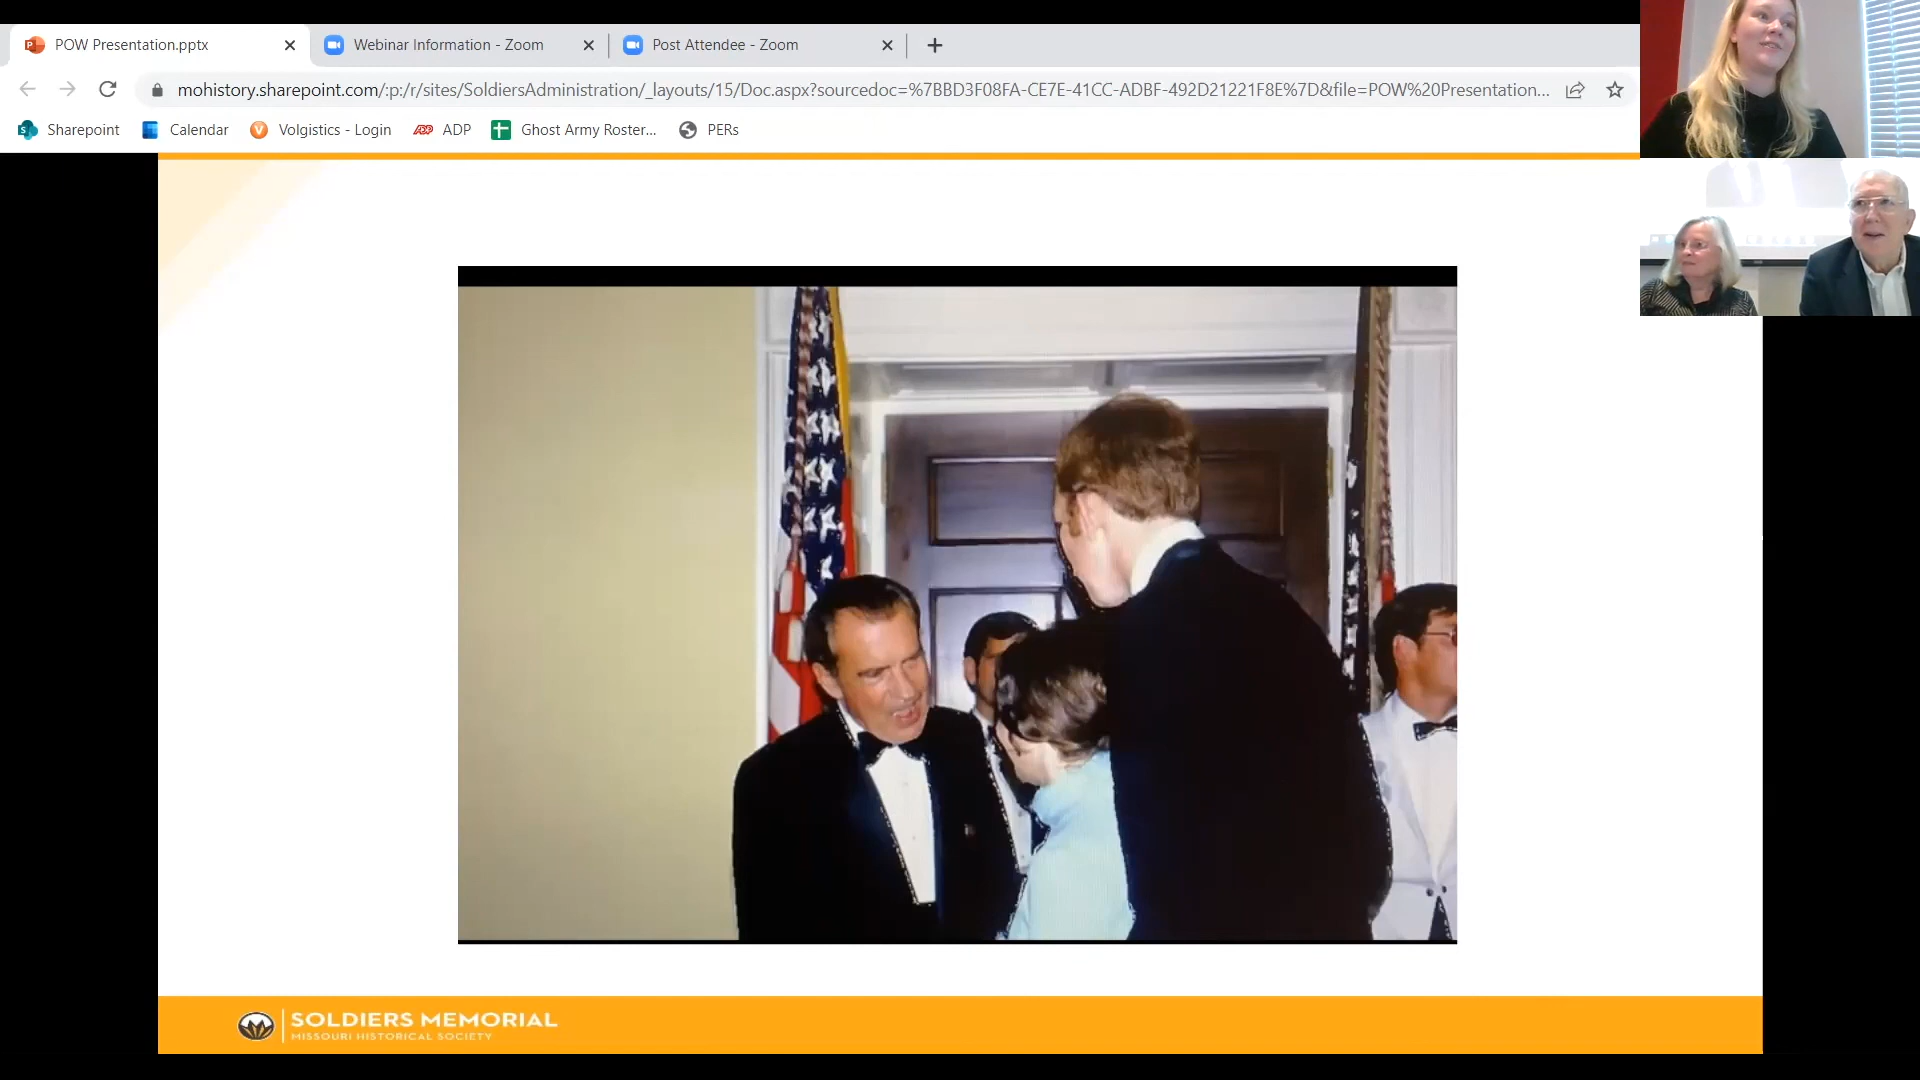 POW Presentation.pptx
Webinar Information - Zoom
Post Attendee - Zoom
mohistory.sharepoint.com/:p:/r/sites/SoldiersAdministration/_layouts/15/Doc.aspx?sourcedoc=%7BBD3F08FA-CE7E-41CC-ADBF-492D21221F8E%7D&file=POW%20Presentation...
Sharepoint
Calendar
Volgistics - Login
ADP
Ghost Army Roster...
PERs
SOLDIERS MEMORIAL
MISSOURI HISTORICAL SOCIETY